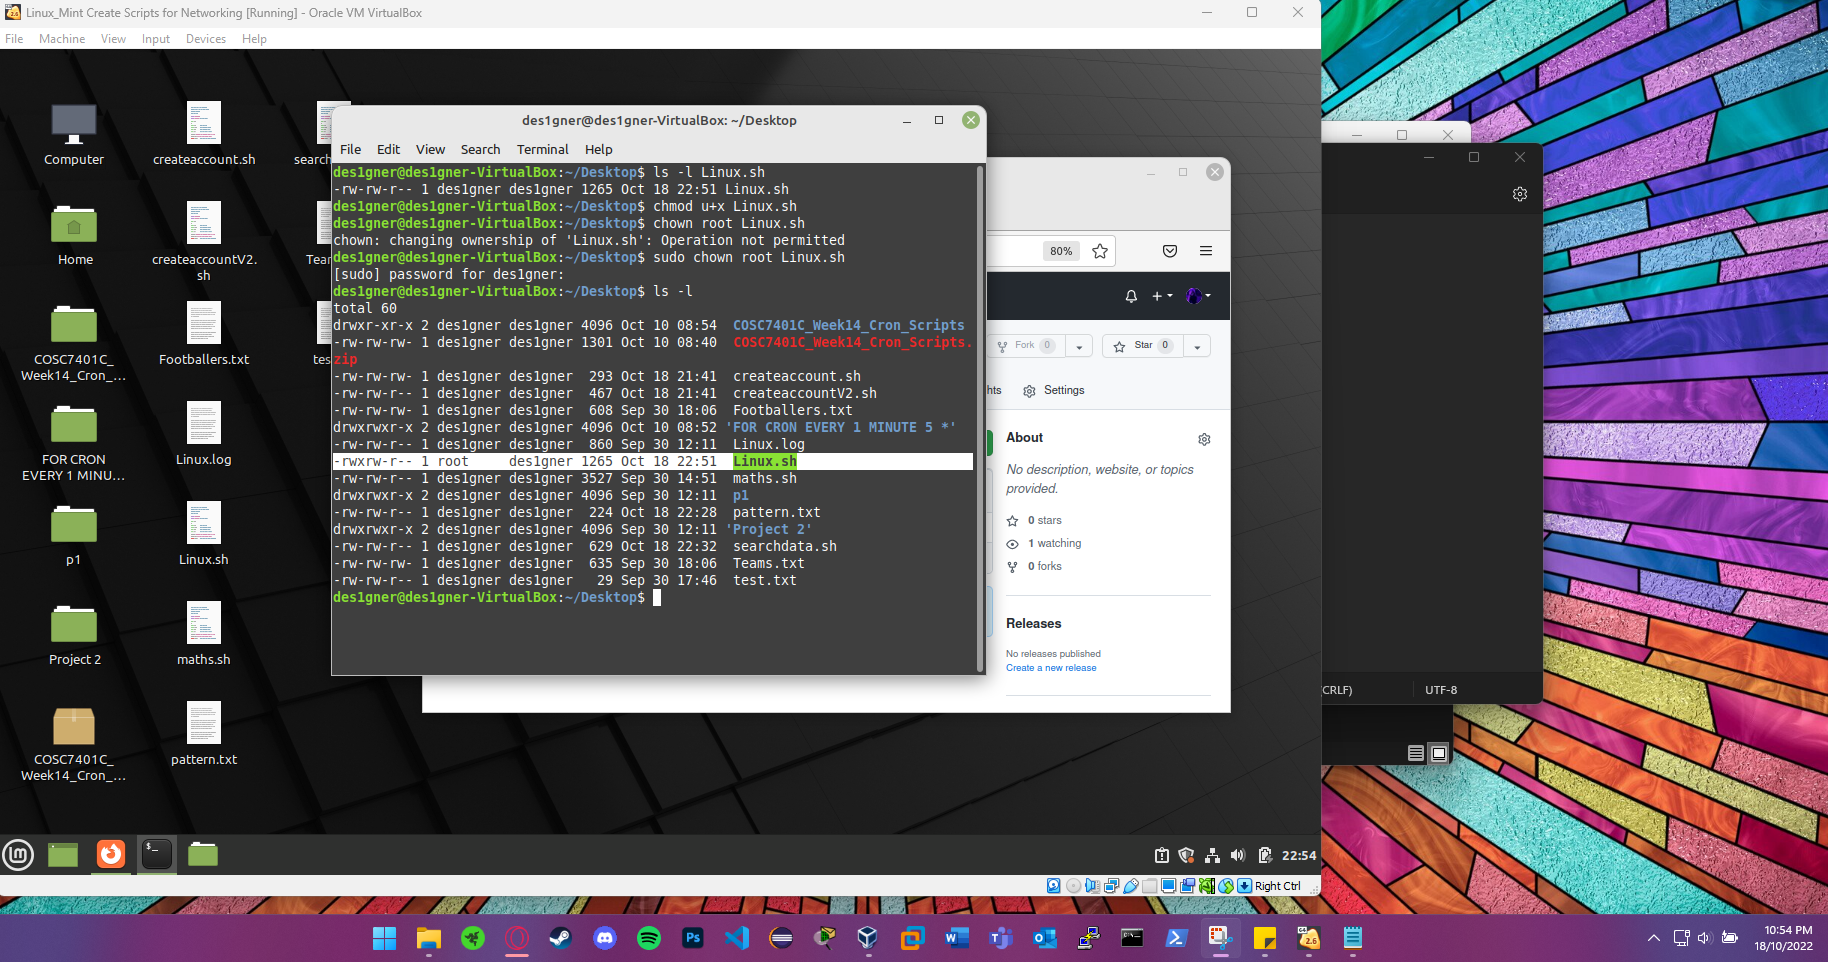 Linux_Mint Create Scripts for Networking [Running] - Oracle VM VirtualBox
File Machine View Input Devices Help
Computer
createaccount.sh
Home
createaccountV2.
sh
COSC7401C_
Week14_Cron_...
Footballers.txt
FOR CRON
EVERY 1 MINU...
Linux.log
p1
Linux.sh
Project 2
maths.sh
COSC7401C_
Week14_Cron_...
pattern.txt
search
Tea
tes
des1gner@des1gner-VirtualBox: ~/Desktop
File Edit View Search Terminal Help
des1gner@des1gner-VirtualBox:~/Desktop$ ls -l Linux.sh
-rw-rw-r-- 1 des1gner des1gner 1265 Oct 18 22:51 Linux.sh
des1gner@des1gner-VirtualBox:~/Desktop$ chmod u+x Linux.sh
des1gner@des1gner-VirtualBox:~/Desktop$ chown root Linux.sh
chown: changing ownership of 'Linux.sh': Operation not permitted
des1gner@des1gner-VirtualBox:~/Desktop$ sudo chown root Linux.sh
[sudo] password for des1gner:
des1gner@des1gner-VirtualBox:~/Desktop$ ls -l
total 60
drwxr-xr-x 2 des1gner des1gner 4096 Oct 10 08:54  COSC7401C_Week14_Cron_Scripts
-rw-rw-rw- 1 des1gner des1gner 1301 Oct 10 08:40  COSC7401C_Week14_Cron_Scripts.
zip
-rw-rw-rw- 1 des1gner des1gner  293 Oct 18 21:41  createaccount.sh
-rw-rw-rw- 1 des1gner des1gner  467 Oct 18 21:41  createaccountV2.sh
-rw-rw-rw- 1 des1gner des1gner  608 Sep 30 18:06  Footballers.txt
drwxrwxr-x 2 des1gner des1gner 4096 Oct 10 08:52 'FOR CRON EVERY 1 MINUTE 5 *'
-rw-rw-r-- 1 des1gner des1gner  860 Sep 30 12:11  Linux.log
-rwxrw-r-- 1 root     des1gner 1265 Oct 18 22:51  Linux.sh
-rw-rw-r-- 1 des1gner des1gner 3527 Sep 30 14:51  maths.sh
drwxrwxr-x 2 des1gner des1gner 4096 Sep 30 12:11  p1
-rw-rw-r-- 1 des1gner des1gner  224 Oct 18 22:28  pattern.txt
drwxrwxr-x 2 des1gner des1gner 4096 Sep 30 12:11 'Project 2'
-rw-rw-r-- 1 des1gner des1gner  629 Oct 18 22:32  searchdata.sh
-rw-rw-rw- 1 des1gner des1gner  635 Sep 30 18:06  Teams.txt
-rw-rw-r-- 1 des1gner des1gner   29 Sep 30 17:46  test.txt
des1gner@des1gner-VirtualBox:~/Desktop$
80%
Fork 0
Star 0
hts
Settings
About
No description, website, or topics
provided.
0 stars
1 watching
0 forks
Releases
No releases published
Create a new release
CRLF)
UTF-8
22:54
Right Ctrl
10:54 PM
18/10/2022